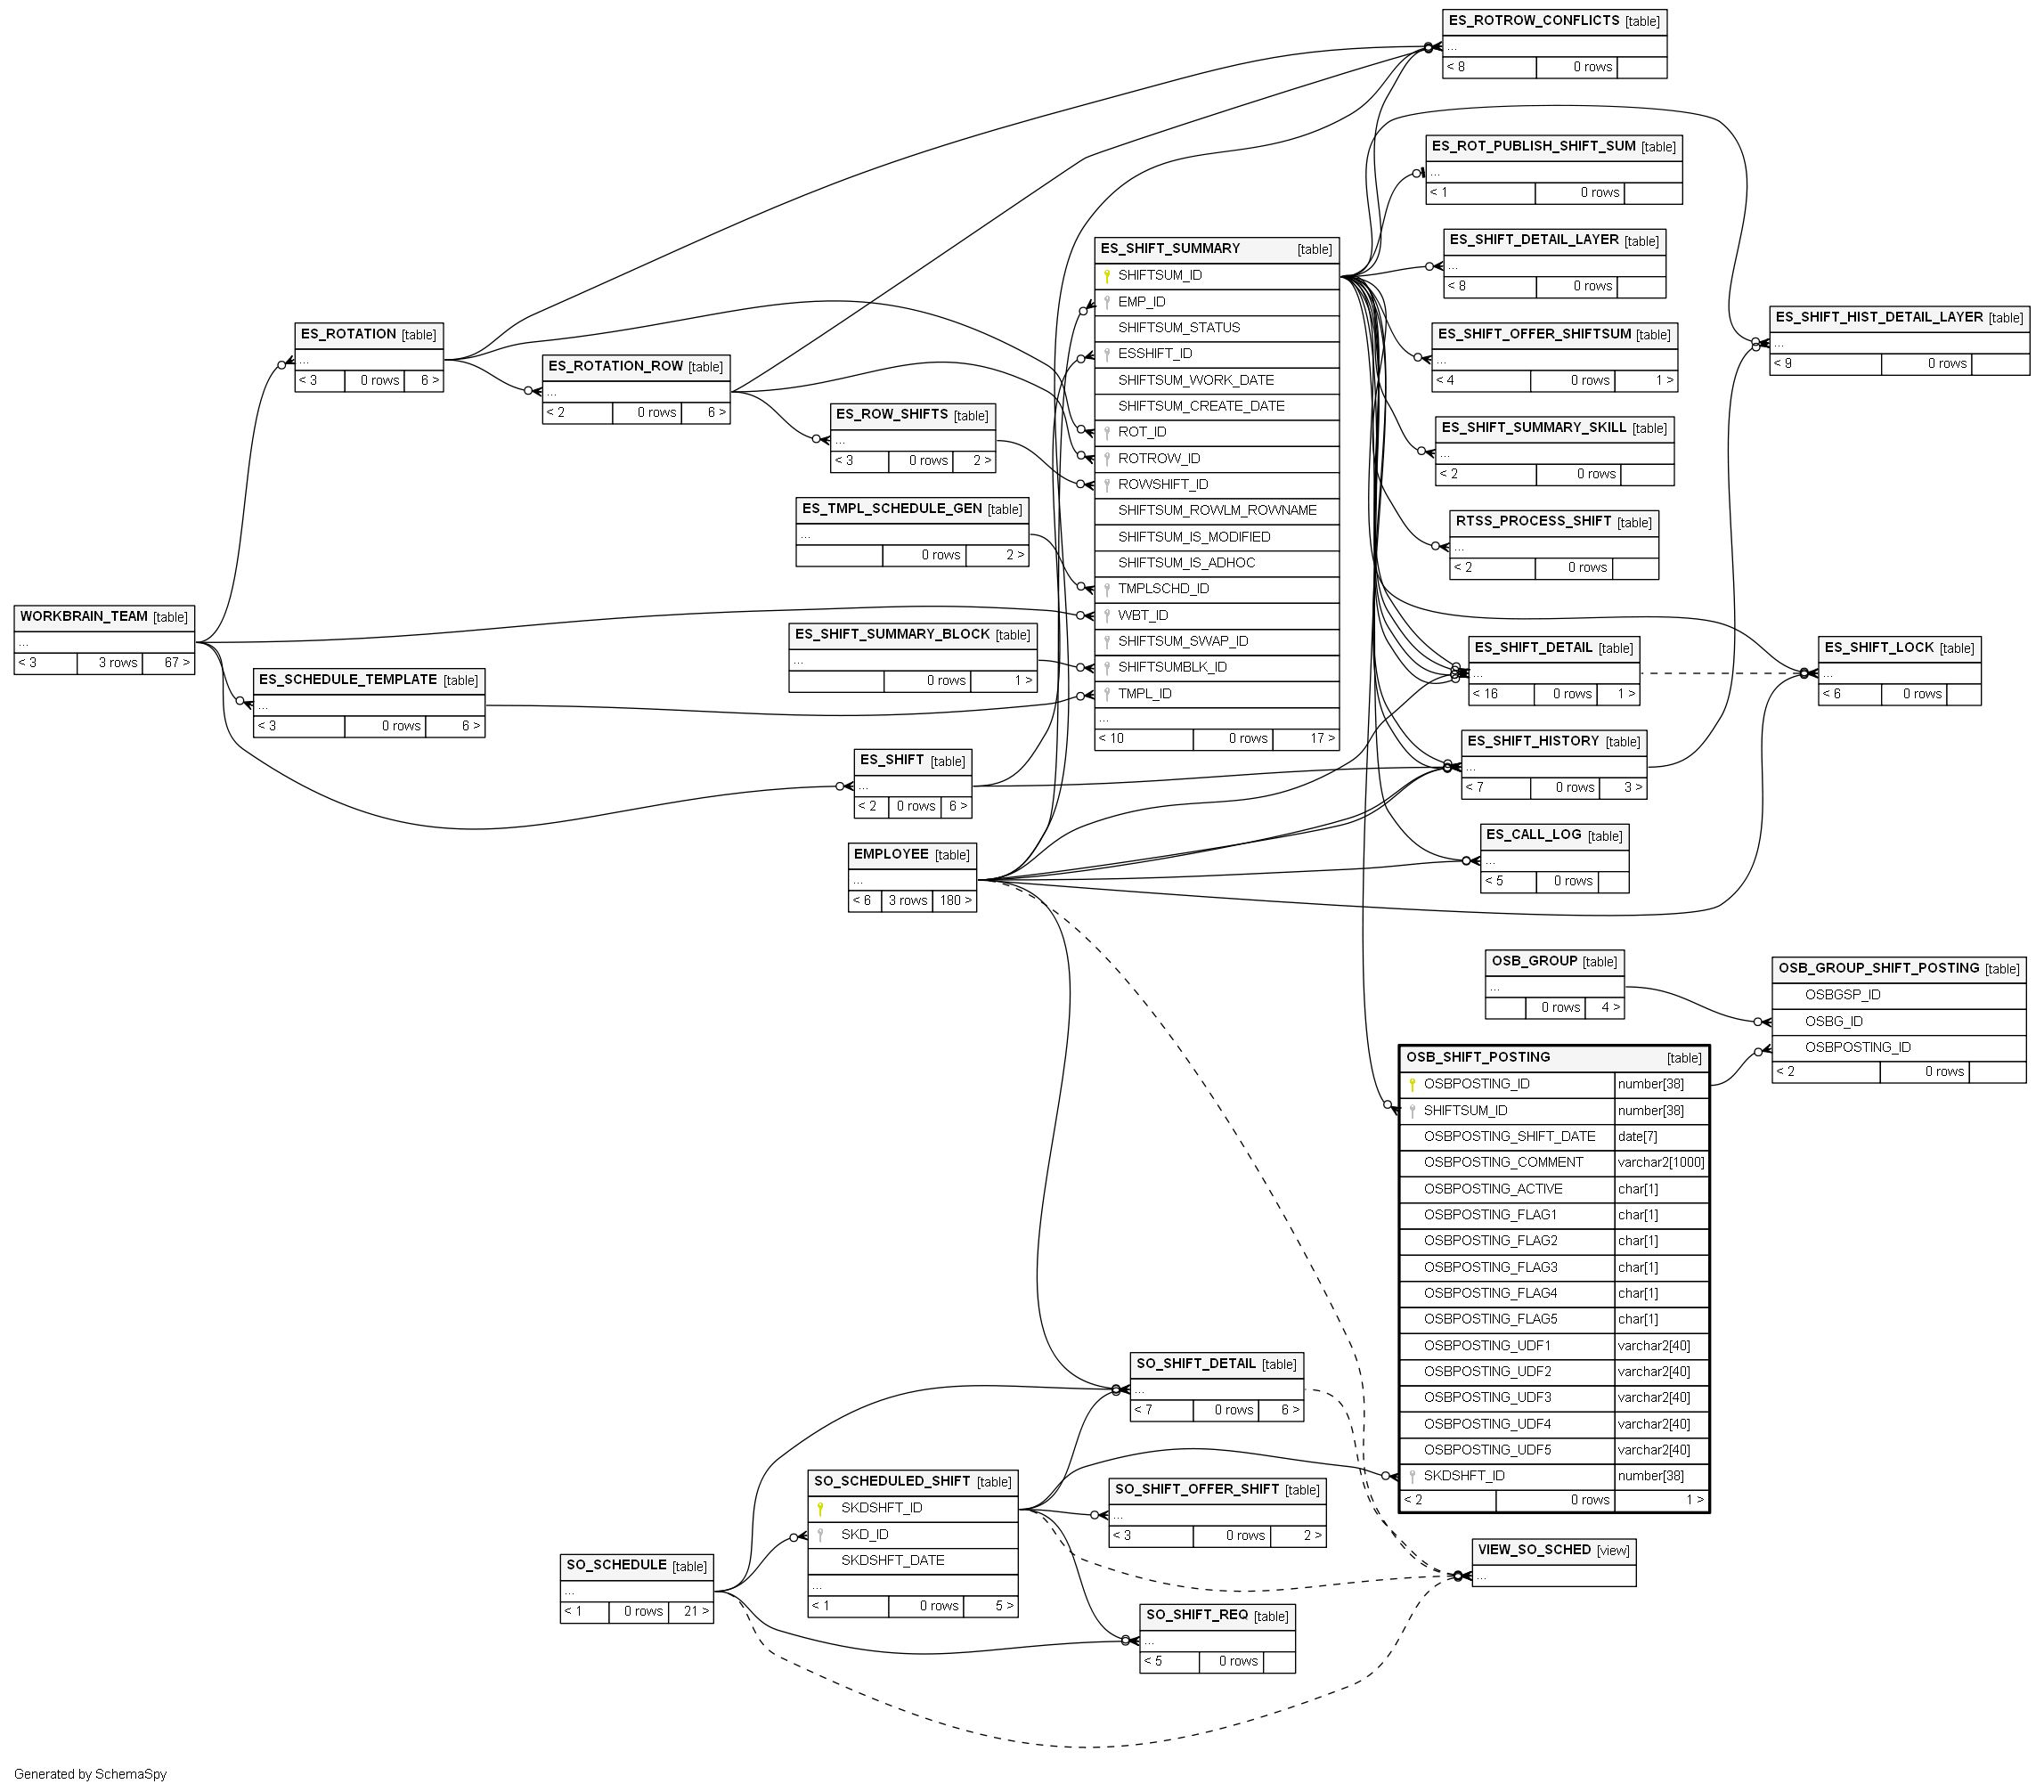 ES_ROTROW_CONFLICTS [table]
...
< 8 0 rows
ES_ROT_PUBLISH_SHIFT_SUM [table]
...
< 1 0 rows
ES_SHIFT_DETAIL_LAYER [table]
...
< 8 0 rows
ES_SHIFT_SUMMARY [table]
SHIFTSUM_ID
EMP_ID
SHIFTSUM_STATUS
ESSHIFT_ID
SHIFTSUM_WORK_DATE
SHIFTSUM_CREATE_DATE
ROT_ID
ROTROW_ID
ROWSHIFT_ID
SHIFTSUM_ROWLM_ROWNAME
SHIFTSUM_IS_MODIFIED
SHIFTSUM_IS_ADHOC
TMPLSCHD_ID
WBT_ID
SHIFTSUM_SWAP_ID
SHIFTSUMBLK_ID
TMPL_ID
...
< 10 0 rows 17 >
ES_SHIFT_HIST_DETAIL_LAYER [table]
...
< 9 0 rows
ES_ROTATION [table]
...
< 3 0 rows 6 >
ES_SHIFT_OFFER_SHIFTSUM [table]
...
< 4 0 rows 1 >
ES_ROTATION_ROW [table]
...
< 2 0 rows 6 >
ES_ROW_SHIFTS [table]
...
< 3 0 rows 2 >
ES_SHIFT_SUMMARY_SKILL [table]
...
< 2 0 rows
ES_TMPL_SCHEDULE_GEN [table]
...
0 rows 2 >
RTSS_PROCESS_SHIFT [table]
...
< 2 0 rows
WORKBRAIN_TEAM [table]
...
< 3 3 rows 67 >
ES_SHIFT_SUMMARY_BLOCK [table]
...
0 rows 1 >
ES_SHIFT_DETAIL [table]
...
< 16 0 rows 1 >
ES_SHIFT_LOCK [table]
...
< 6 0 rows
ES_SCHEDULE_TEMPLATE [table]
...
< 3 0 rows 6 >
ES_SHIFT_HISTORY [table]
...
< 7 0 rows 3 >
ES_SHIFT [table]
...
< 2 0 rows 6 >
ES_CALL_LOG [table]
...
< 5 0 rows
EMPLOYEE [table]
...
< 6 3 rows 180 >
OSB_GROUP [table]
...
0 rows 4 >
OSB_GROUP_SHIFT_POSTING [table]
OSBGSP_ID
OSBG_ID
OSBPOSTING_ID
< 2 0 rows
OSB_SHIFT_POSTING [table]
OSBPOSTING_ID number[38]
SHIFTSUM_ID number[38]
OSBPOSTING_SHIFT_DATE date[7]
OSBPOSTING_COMMENT varchar2[1000]
OSBPOSTING_ACTIVE char[1]
OSBPOSTING_FLAG1 char[1]
OSBPOSTING_FLAG2 char[1]
OSBPOSTING_FLAG3 char[1]
OSBPOSTING_FLAG4 char[1]
OSBPOSTING_FLAG5 char[1]
OSBPOSTING_UDF1 varchar2[40]
OSBPOSTING_UDF2 varchar2[40]
OSBPOSTING_UDF3 varchar2[40]
OSBPOSTING_UDF4 varchar2[40]
OSBPOSTING_UDF5 varchar2[40]
SKDSHFT_ID number[38]
< 2 0 rows 1 >
SO_SHIFT_DETAIL [table]
...
< 7 0 rows 6 >
SO_SCHEDULED_SHIFT [table]
SKDSHFT_ID
SKD_ID
SKDSHFT_DATE
...
< 1 0 rows 5 >
SO_SHIFT_OFFER_SHIFT [table]
...
< 3 0 rows 2 >
VIEW_SO_SCHED [view]
...
SO_SCHEDULE [table]
...
< 1 0 rows 21 >
SO_SHIFT_REQ [table]
...
< 5 0 rows
Generated by SchemaSpy